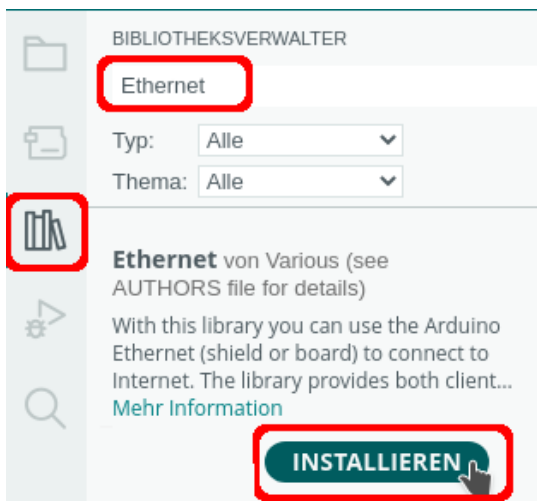 BIBLIOTHEKSVERWALTER
Ethernet
Typ: Alle
Thema: Alle
Ethernet von Various (see
AUTHORS file for details)
With this library you can use the Arduino
Ethernet (shield or board) to connect to
Internet. The library provides both client...
Mehr Information
INSTALLIEREN